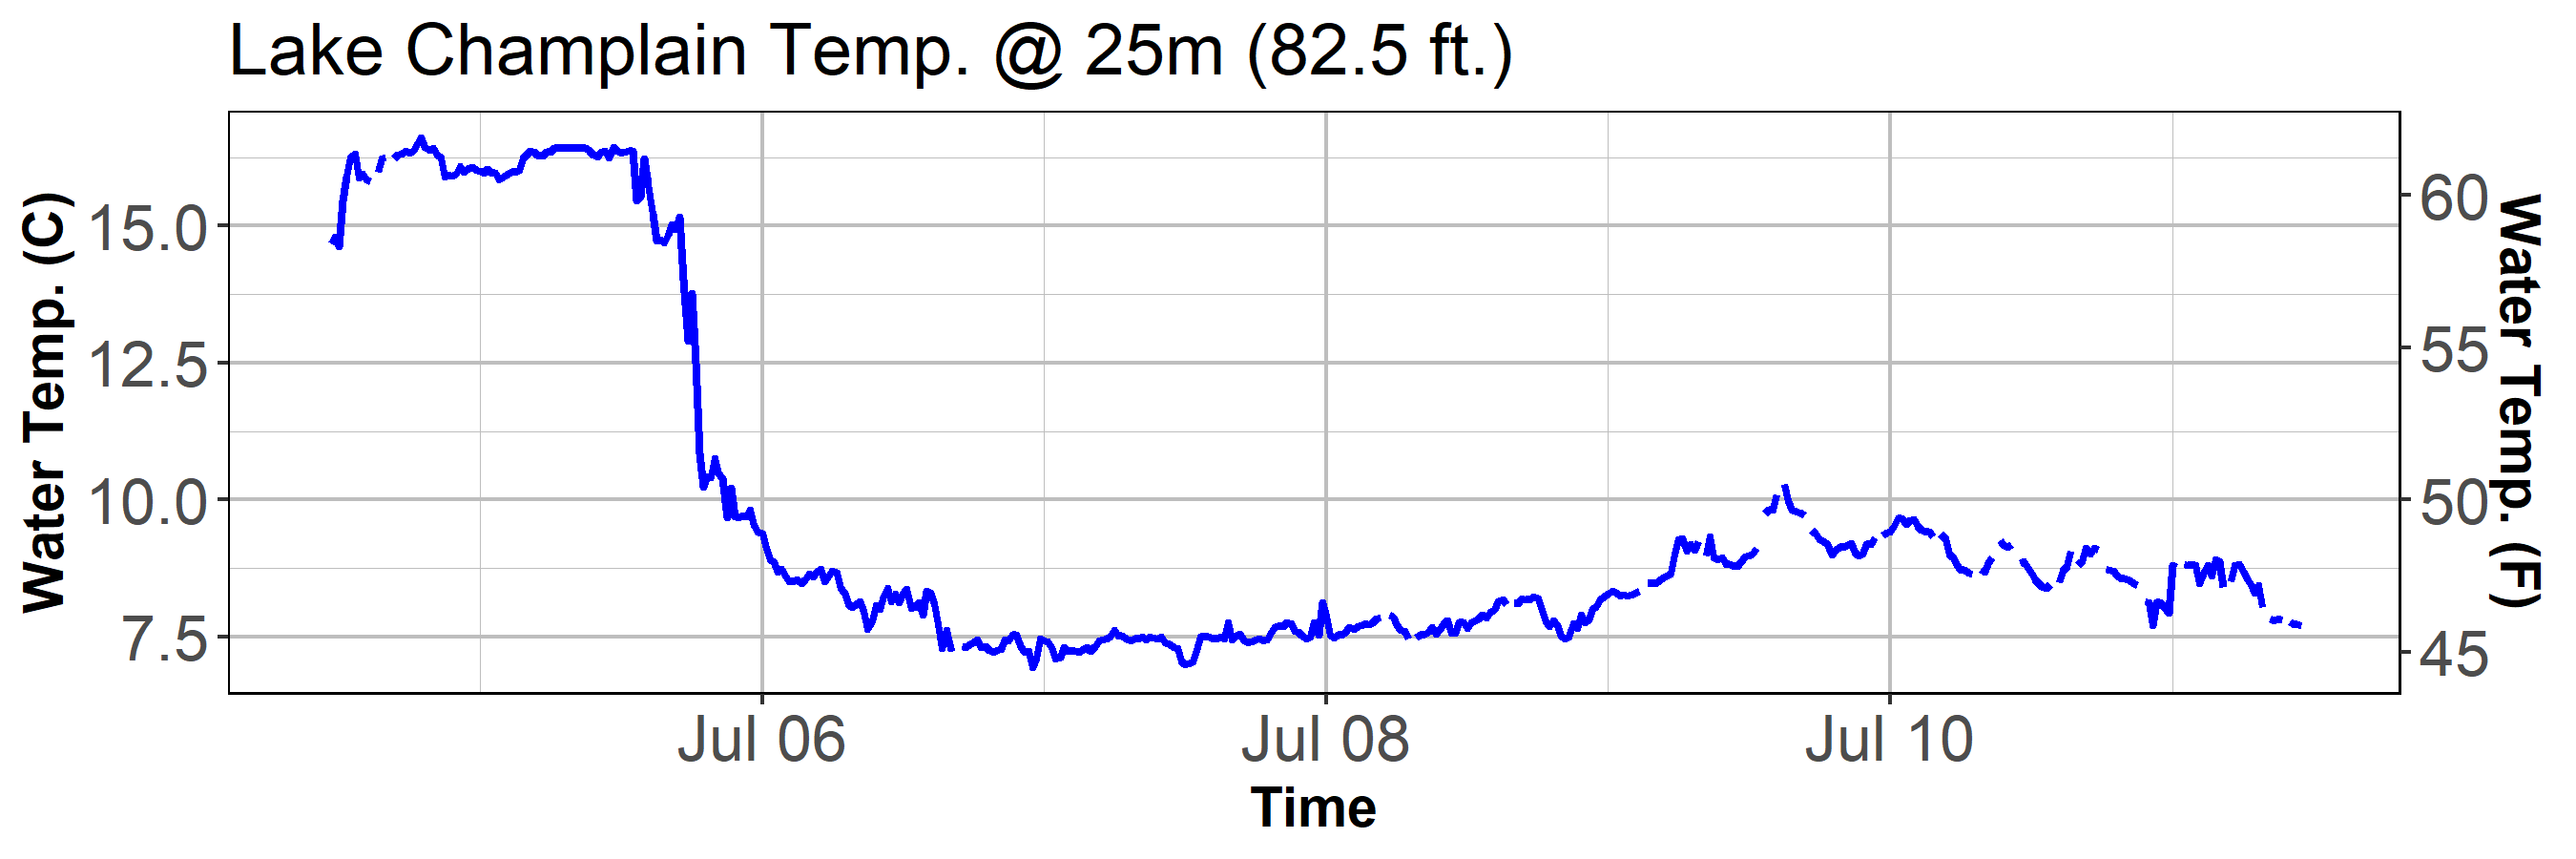 Lake Champlain Temp. @ 25m (82.5 ft.)
Water Temp. (C)
15.0
12.5
10.0
7.5
60
55
50
45
Water Temp. (F)
Jul 06 Jul 08 Jul 10
Time